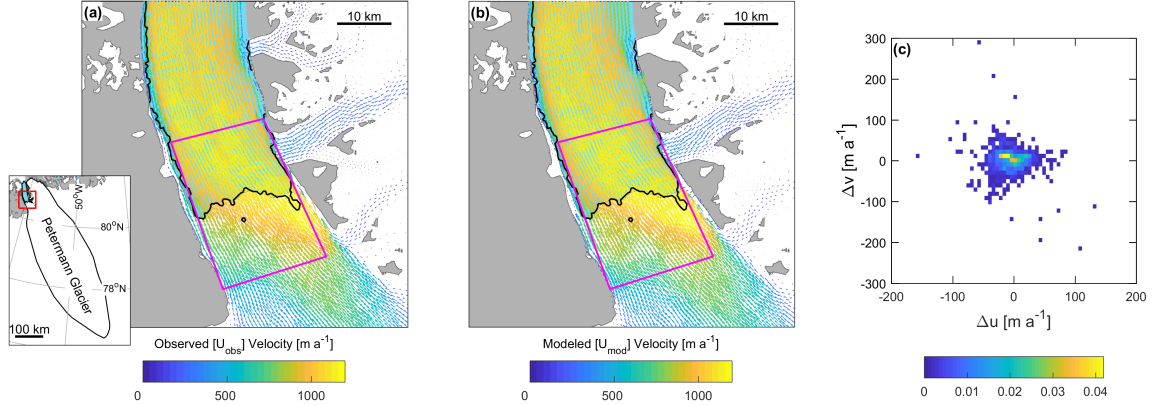 (a)
10 km
(b)
10 km
(c)
300
200
100
0
-100
-200
-300
Δv [m a⁻¹]
-200
-100
0
100
200
Δu [m a⁻¹]
50°W
80°N
78°N
Petermann Glacier
100 km
Observed [U_obs] Velocity [m a⁻¹]
0
500
1000
Modeled [U_mod] Velocity [m a⁻¹]
0
500
1000
0
0.01
0.02
0.03
0.04